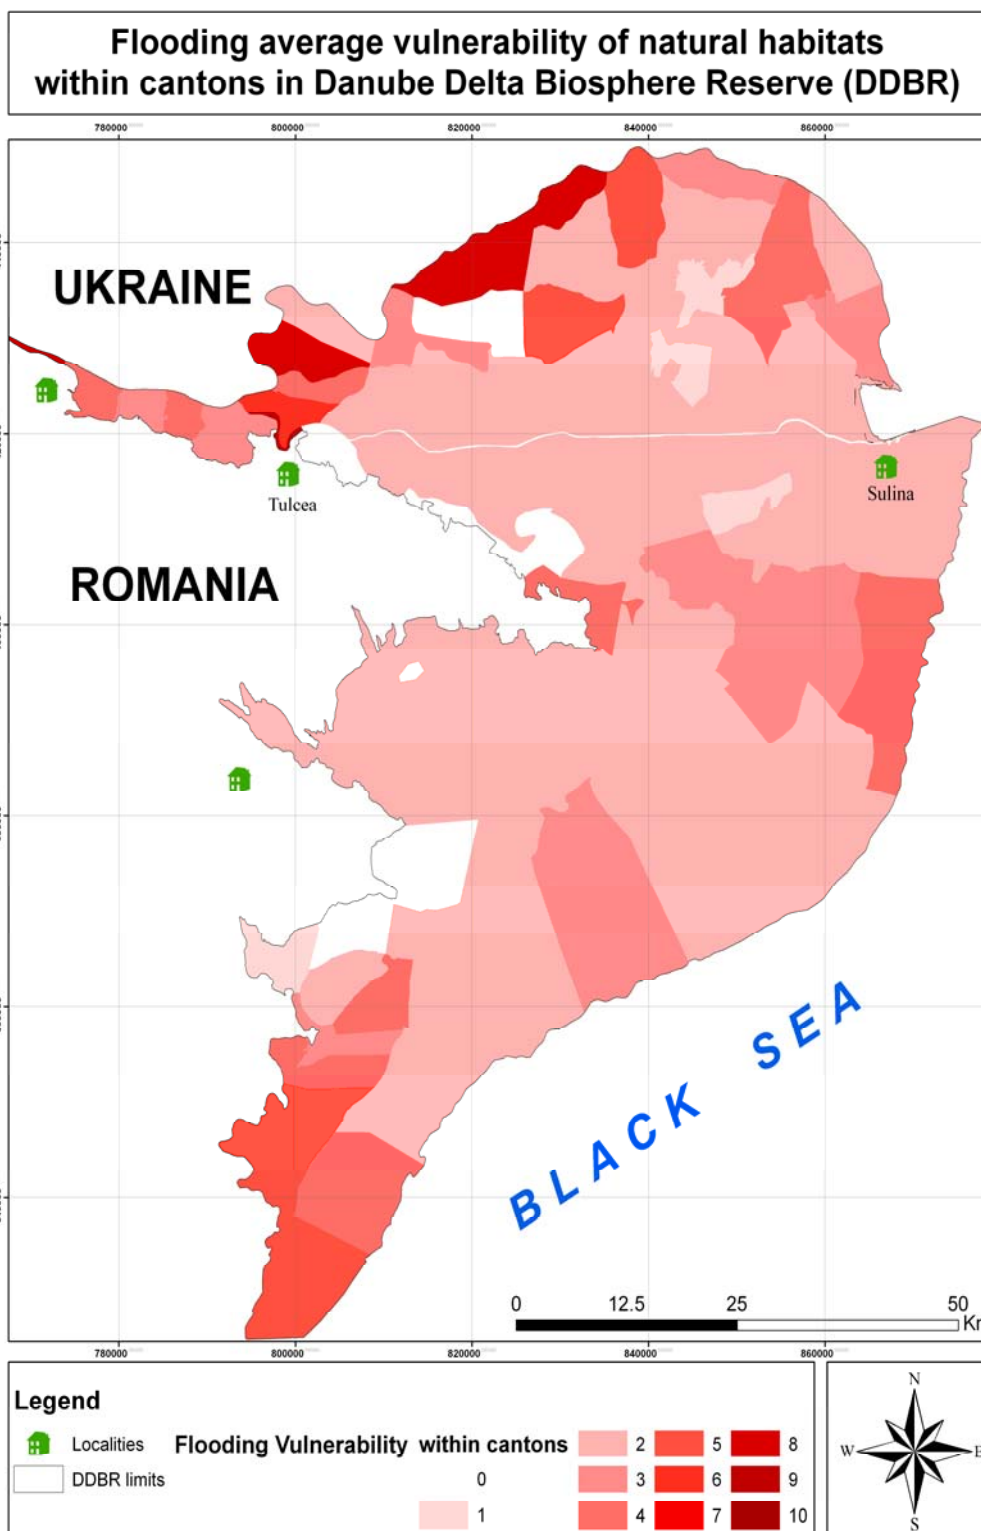 Flooding average vulnerability of natural habitats
within cantons in Danube Delta Biosphere Reserve (DDBR)
780000 800000 820000 840000 860000
UKRAINE
Tulcea
Sulina
ROMANIA
BLACK SEA
0 12.5 25 50
Km
780000 800000 820000 840000 860000
Legend
Localities
DDBR limits
Flooding Vulnerability within cantons
0
1
2
3
4
5
6
7
8
9
10
N
W E
S